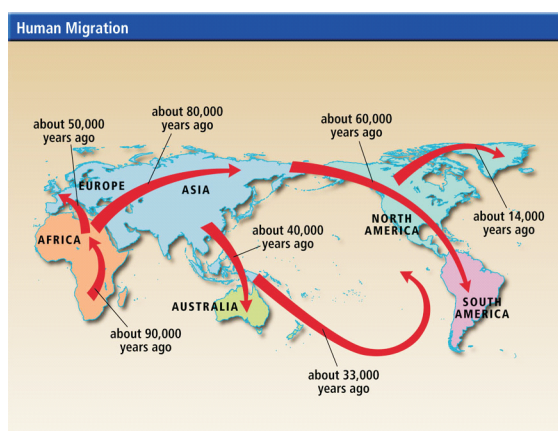 Human Migration
about 50,000
years ago
about 80,000
years ago
about 60,000
years ago
EUROPE
ASIA
AFRICA
NORTH
AMERICA
about 14,000
years ago
about 40,000
years ago
AUSTRALIA
SOUTH
AMERICA
about 90,000
years ago
about 33,000
years ago